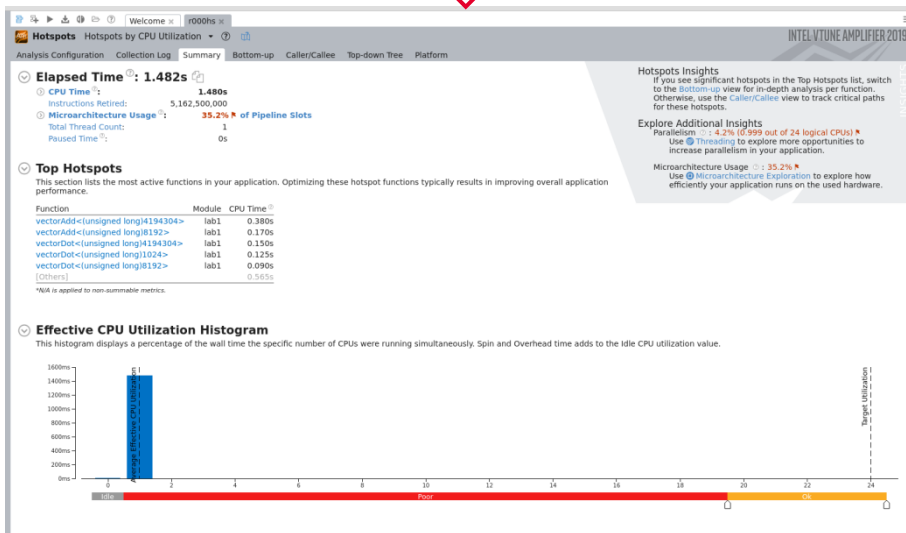 Welcome × r000hs ×
Hotspots Hotspots by CPU Utilization
INTEL VTUNE AMPLIFIER 2019
Analysis Configuration Collection Log Summary Bottom-up Caller/Callee Top-down Tree Platform
Elapsed Time: 1.482s
CPU Time: 1.480s
Instructions Retired: 5,162,500,000
Microarchitecture Usage: 35.2% of Pipeline Slots
Total Thread Count: 1
Paused Time: 0s
Hotspots Insights
If you see significant hotspots in the Top Hotspots list, switch
to the Bottom-up view for in-depth analysis per function.
Otherwise, use the Caller/Callee view to track critical paths
for these hotspots.
Explore Additional Insights
Parallelism : 4.2% (0.999 out of 24 logical CPUs)
Use Threading to explore more opportunities to
increase parallelism in your application.
Microarchitecture Usage : 35.2%
Use Microarchitecture Exploration to explore how
efficiently your application runs on the used hardware.
INSIGHTS
Top Hotspots
This section lists the most active functions in your application. Optimizing these hotspot functions typically results in improving overall application
performance.
Function Module CPU Time
vectorAdd<(unsigned long)4194304> lab1 0.380s
vectorAdd<(unsigned long)8192> lab1 0.170s
vectorDot<(unsigned long)4194304> lab1 0.150s
vectorDot<(unsigned long)1024> lab1 0.125s
vectorDot<(unsigned long)8192> lab1 0.090s
[Others] 0.565s
*N/A is applied to non-summable metrics.
Effective CPU Utilization Histogram
This histogram displays a percentage of the wall time the specific number of CPUs were running simultaneously. Spin and Overhead time adds to the Idle CPU utilization value.
1600ms
1400ms
1200ms
1000ms
800ms
600ms
400ms
200ms
0ms
Average Effective CPU Utilization
Target Utilization
0 2 4 6 8 10 12 14 16 18 20 22 24
Idle Poor Ok